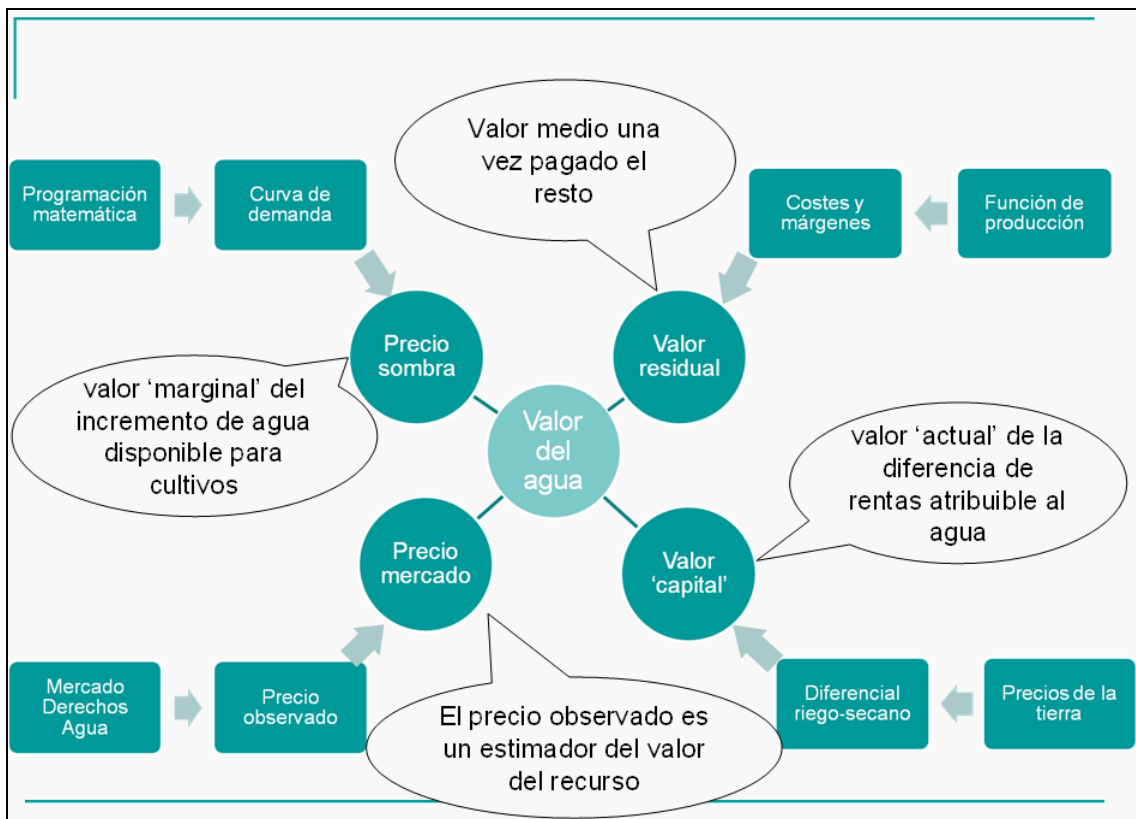 Valor medio una
vez pagado el
resto
Programación
matemática
Curva de
demanda
Costes y
márgenes
Función de
producción
Precio
sombra
Valor
residual
valor ‘marginal’ del
incremento de agua
disponible para
cultivos
Valor
del
agua
valor ‘actual’ de la
diferencia de
rentas atribuible al
agua
Precio
mercado
Valor
‘capital’
Mercado
Derechos
Agua
Precio
observado
El precio observado es
un estimador del valor
del recurso
Diferencial
riego-secano
Precios de la
tierra